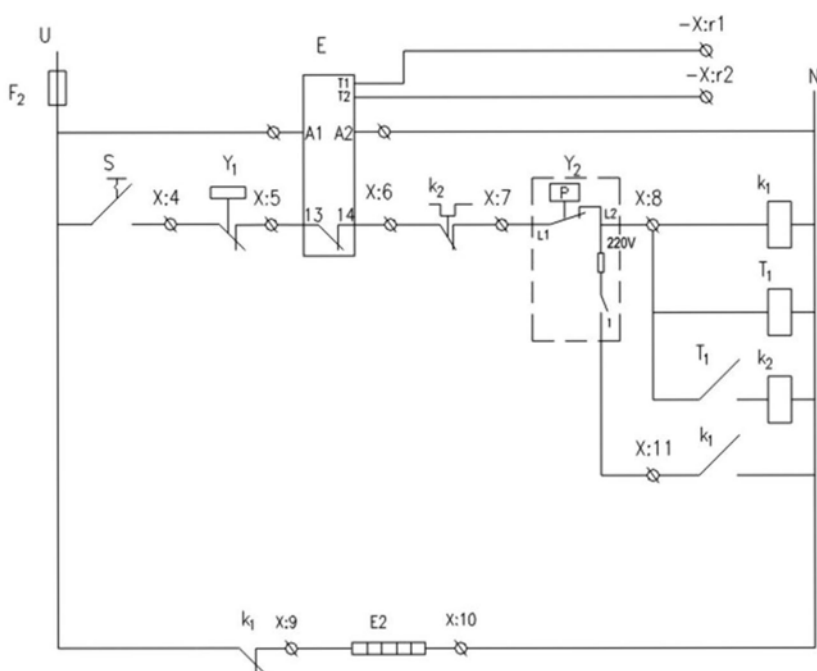 U
E
-X:r1
F2
T1
T2
-X:r2
N
A1 A2
S
X:4
Y1
X:5
13 14
X:6
k2
X:7
Y2
P
L1
L2
220V
1
X:8
k1
T1
T1
k2
X:11
k1
k1
X:9
E2
X:10